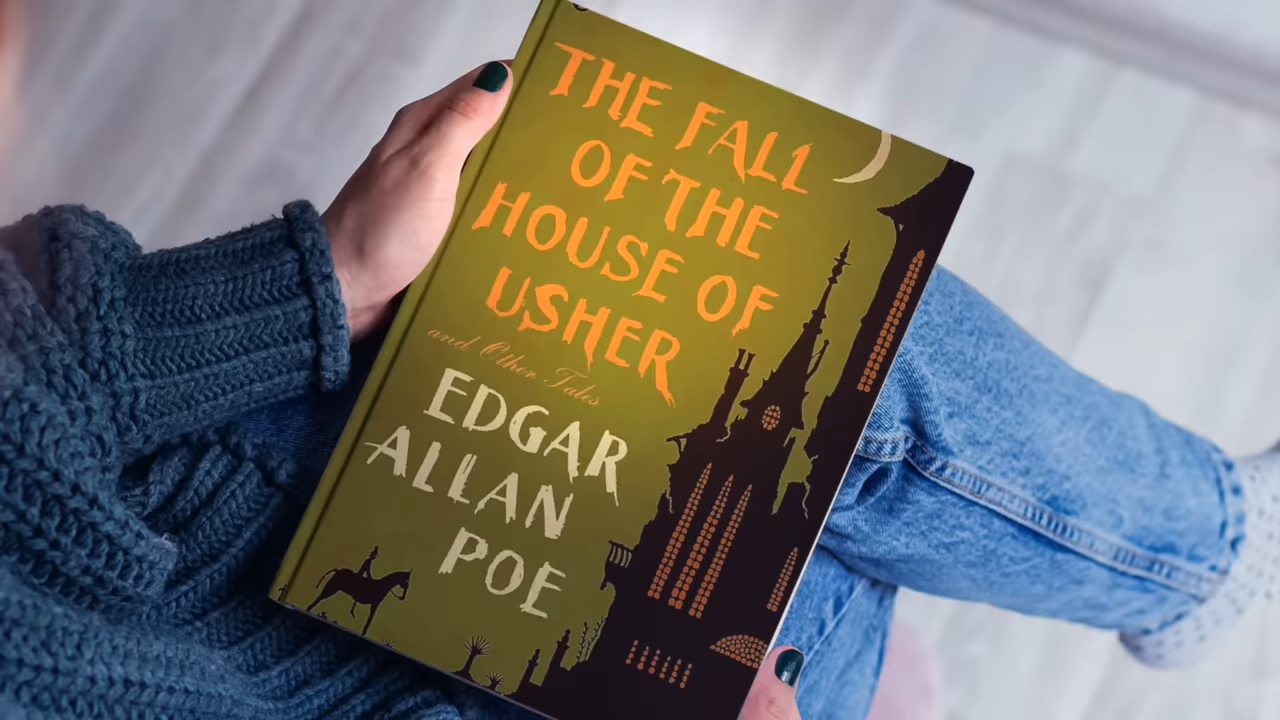 THE FALL
OF THE
HOUSE OF
USHER
and Other Tales
EDGAR
ALLAN
POE